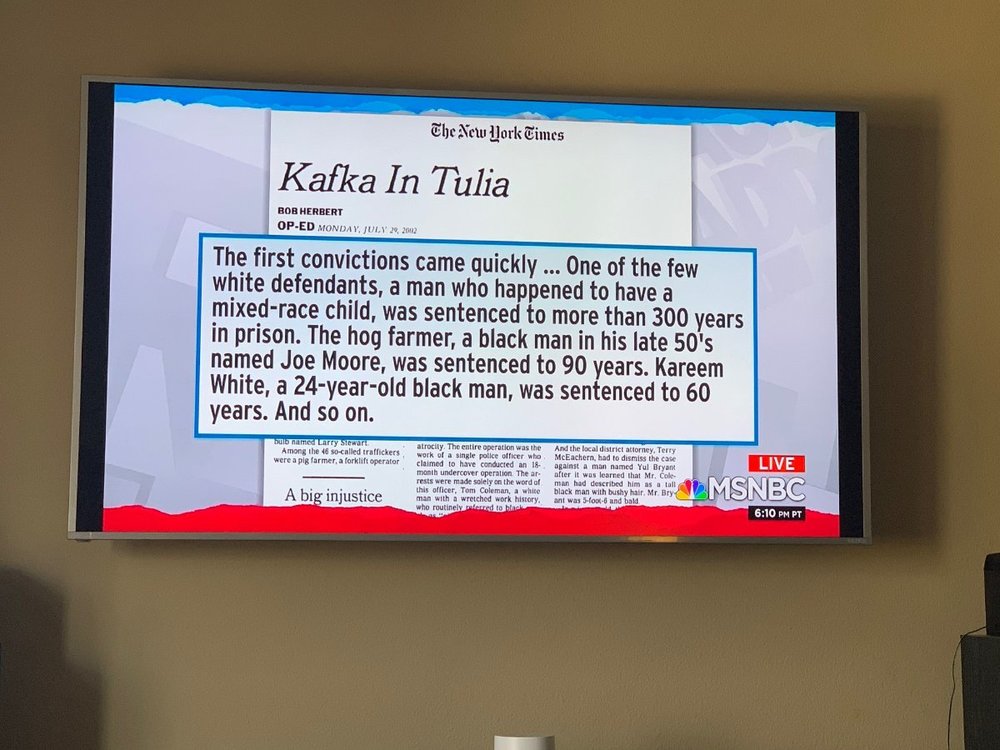 The New York Times
Kafka In Tulia
BOB HERBERT
OP-ED MONDAY, JULY 29, 2002
The first convictions came quickly ... One of the few
white defendants, a man who happened to have a
mixed-race child, was sentenced to more than 300 years
in prison. The hog farmer, a black man in his late 50's
named Joe Moore, was sentenced to 90 years. Kareem
White, a 24-year-old black man, was sentenced to 60
years. And so on.
bulb named Larry Stewart.
Among the 46 so-called traffickers
were a pig farmer, a forklift operator
A big injustice
atrocity. The entire operation was the
work of a single police officer who
claimed to have conducted an 18-
month undercover operation. The ar-
rests were made solely on the word of
this officer, Tom Coleman, a white
man with a wretched work history,
who routinely referred to black
And the local district attorney, Terry
McEachern, had to dismiss the case
against a man named Yul Bryant
after it was learned that Mr. Cole-
man had described him as a tall
black man with bushy hair. Mr. Bry-
ant was 5-foot-6 and bald.
LIVE
MSNBC
6:10 PM PT